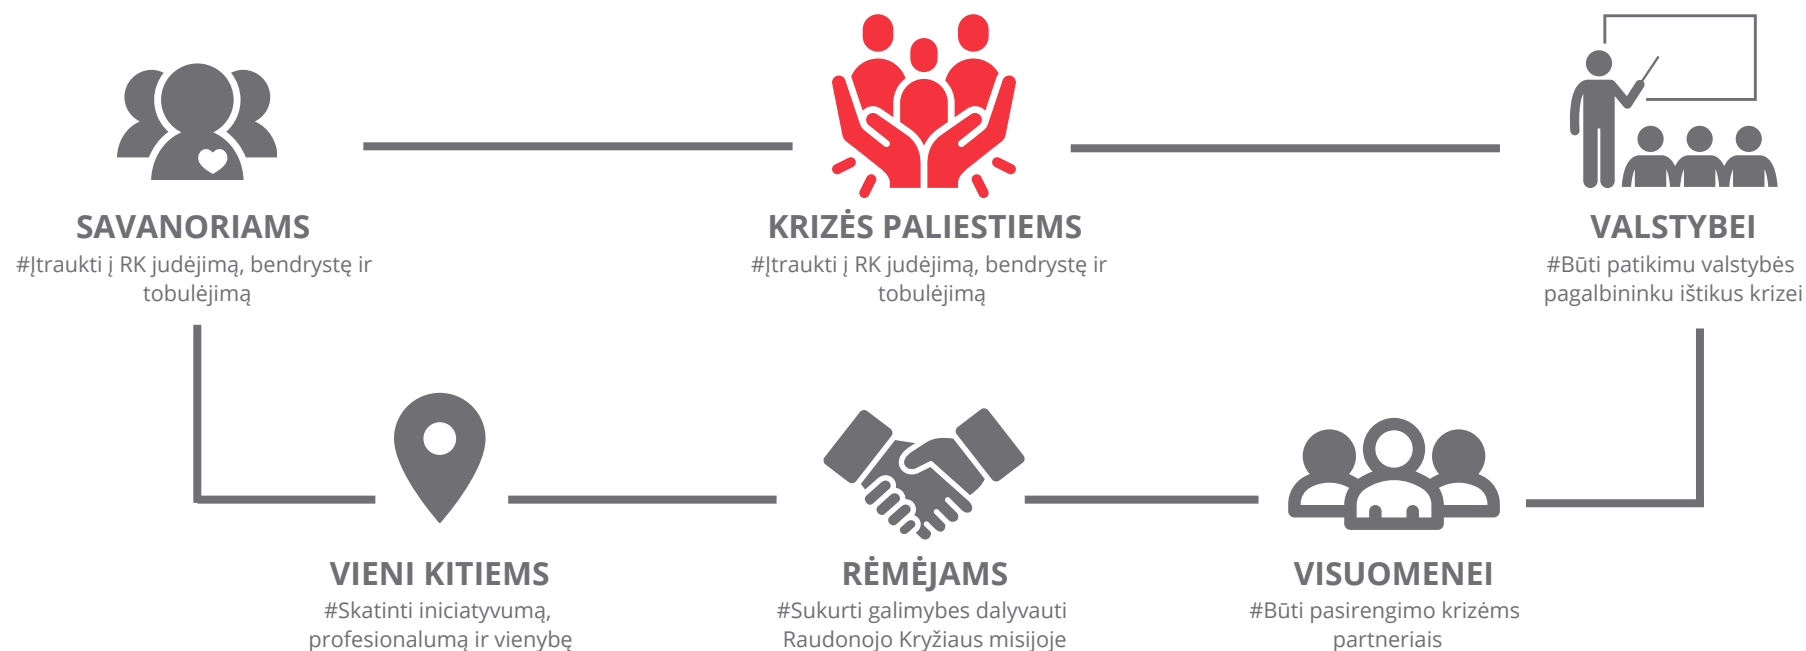 SAVANORIAMS
#Įtraukti į RK judėjimą, bendrystę ir
tobulėjimą
KRIZĖS PALIESTIEMS
#Įtraukti į RK judėjimą, bendrystę ir
tobulėjimą
VALSTYBEI
#Būti patikimu valstybės
pagalbininku ištikus krizei
VIENI KITIEMS
#Skatinti iniciatyvumą,
profesionalumą ir vienybę
RĖMĖJAMS
#Sukurti galimybes dalyvauti
Raudonojo Kryžiaus misijoje
VISUOMENEI
#Būti pasirengimo krizėms
partneriais